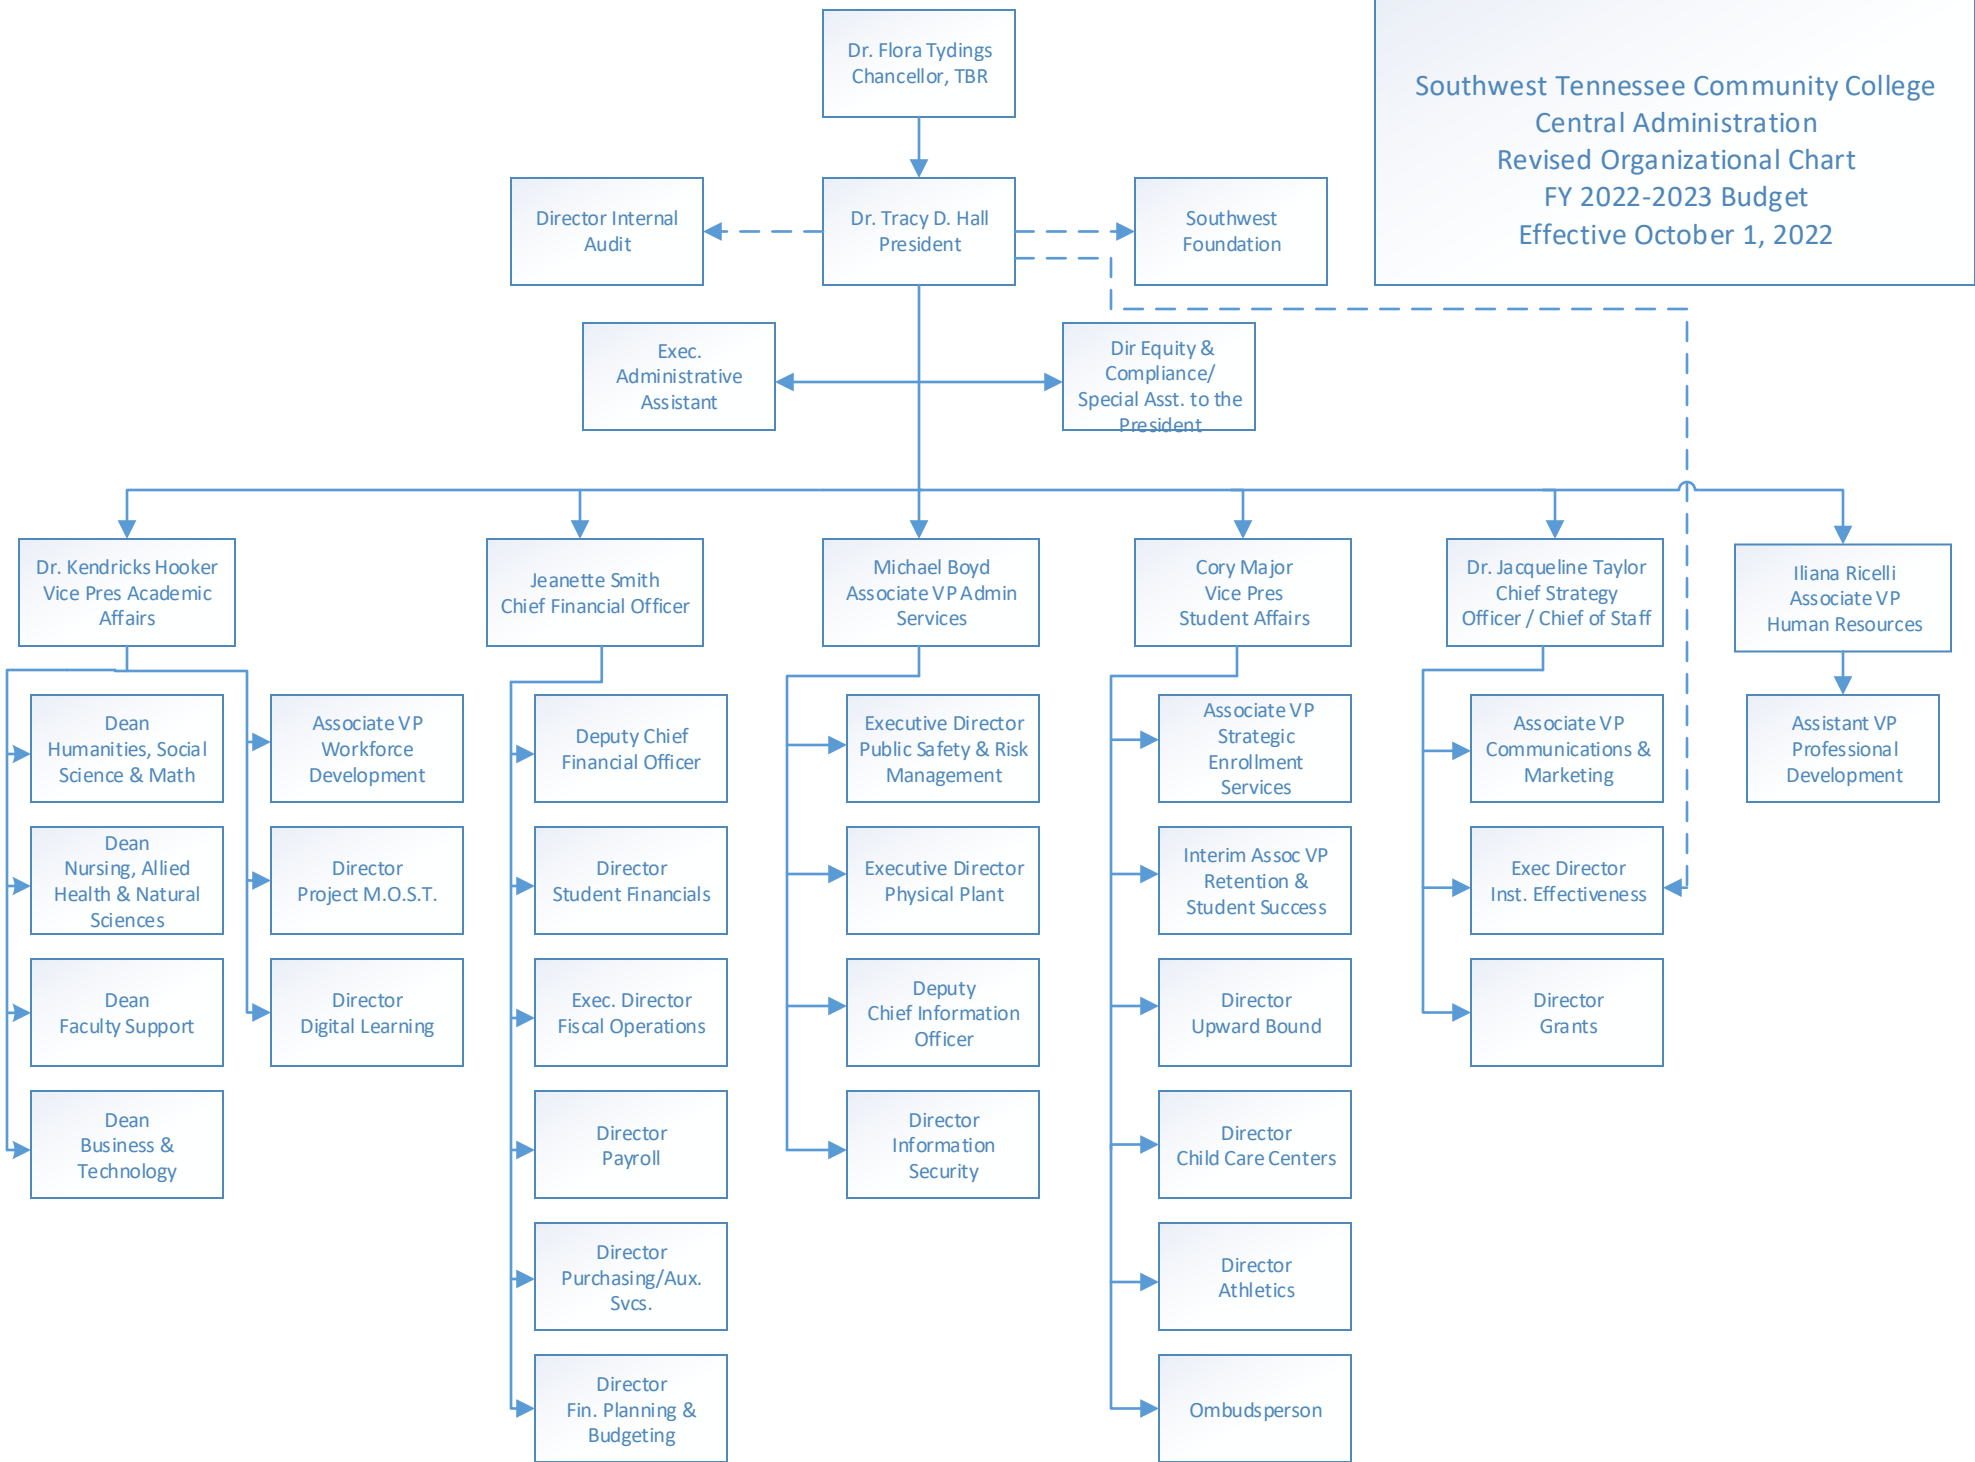 Dr. Flora Tydings
Chancellor, TBR
Southwest Tennessee Community College
Central Administration
Revised Organizational Chart
FY 2022-2023 Budget
Effective October 1, 2022
Director Internal
Audit
Dr. Tracy D. Hall
President
Southwest
Foundation
Exec.
Administrative
Assistant
Dir Equity &
Compliance/
Special Asst. to the
President
Dr. Kendricks Hooker
Vice Pres Academic
Affairs
Jeanette Smith
Chief Financial Officer
Michael Boyd
Associate VP Admin
Services
Cory Major
Vice Pres
Student Affairs
Dr. Jacqueline Taylor
Chief Strategy
Officer / Chief of Staff
Iliana Ricelli
Associate VP
Human Resources
Dean
Humanities, Social
Science & Math
Associate VP
Workforce
Development
Deputy Chief
Financial Officer
Executive Director
Public Safety & Risk
Management
Associate VP
Strategic
Enrollment
Services
Associate VP
Communications &
Marketing
Assistant VP
Professional
Development
Dean
Nursing, Allied
Health & Natural
Sciences
Director
Project M.O.S.T.
Director
Student Financials
Executive Director
Physical Plant
Interim Assoc VP
Retention &
Student Success
Exec Director
Inst. Effectiveness
Dean
Faculty Support
Director
Digital Learning
Exec. Director
Fiscal Operations
Deputy
Chief Information
Officer
Director
Upward Bound
Director
Grants
Dean
Business &
Technology
Director
Payroll
Director
Information
Security
Director
Child Care Centers
Director
Purchasing/Aux.
Svcs.
Director
Athletics
Director
Fin. Planning &
Budgeting
Ombudsperson